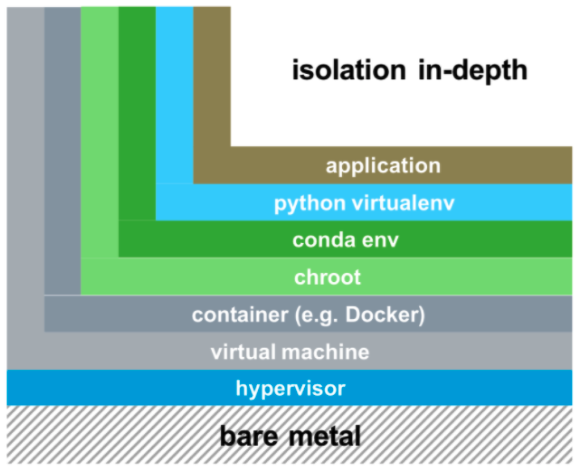 isolation in-depth
application
python virtualenv
conda env
chroot
container (e.g. Docker)
virtual machine
hypervisor
bare metal